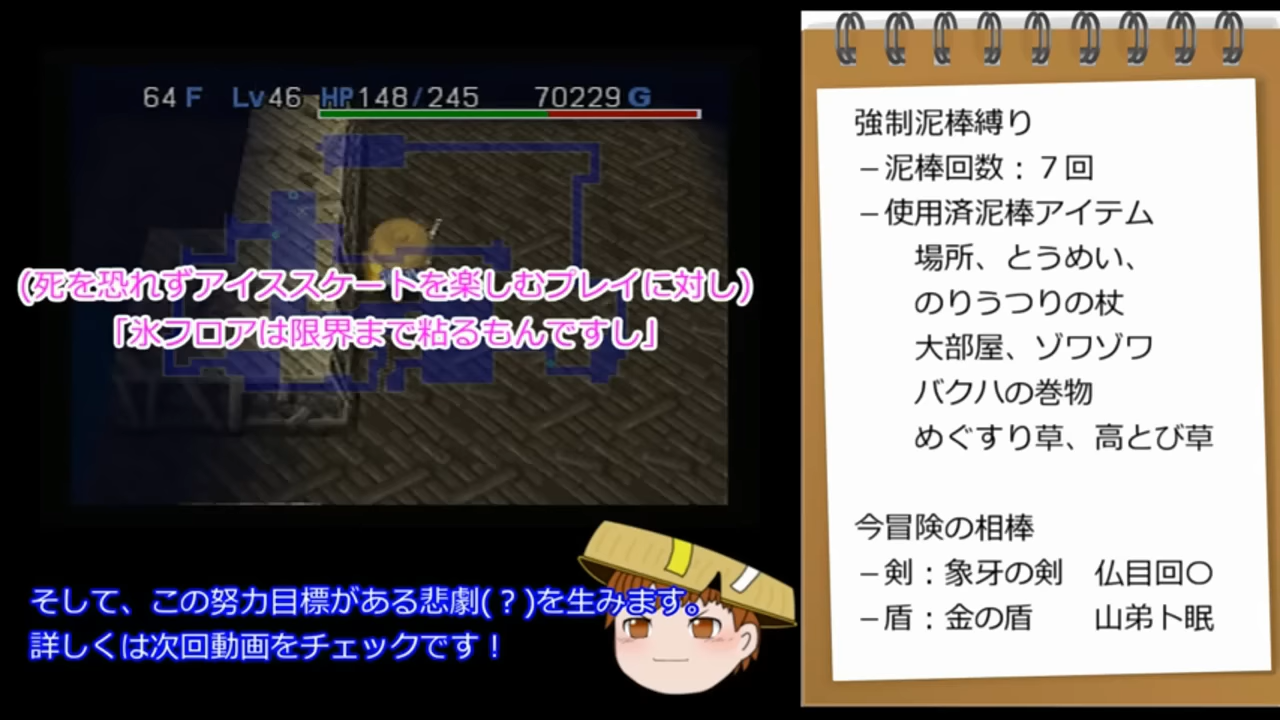 64F Lv46 HP148/245 70229G
(死を恐れずアイススケートを楽しむプレイに対し)
「氷フロアは限界まで粘るもんですし」
そして、この努力目標がある悲劇(？)を生みます。
詳しくは次回動画をチェックです！
強制泥棒縛り
－泥棒回数：７回
－使用済泥棒アイテム
場所、とうめい、
のりうつりの杖
大部屋、ゾワゾワ
バクハの巻物
めぐすり草、高とび草
今冒険の相棒
－剣：象牙の剣　仏目回〇
－盾：金の盾　　山弟ト眠